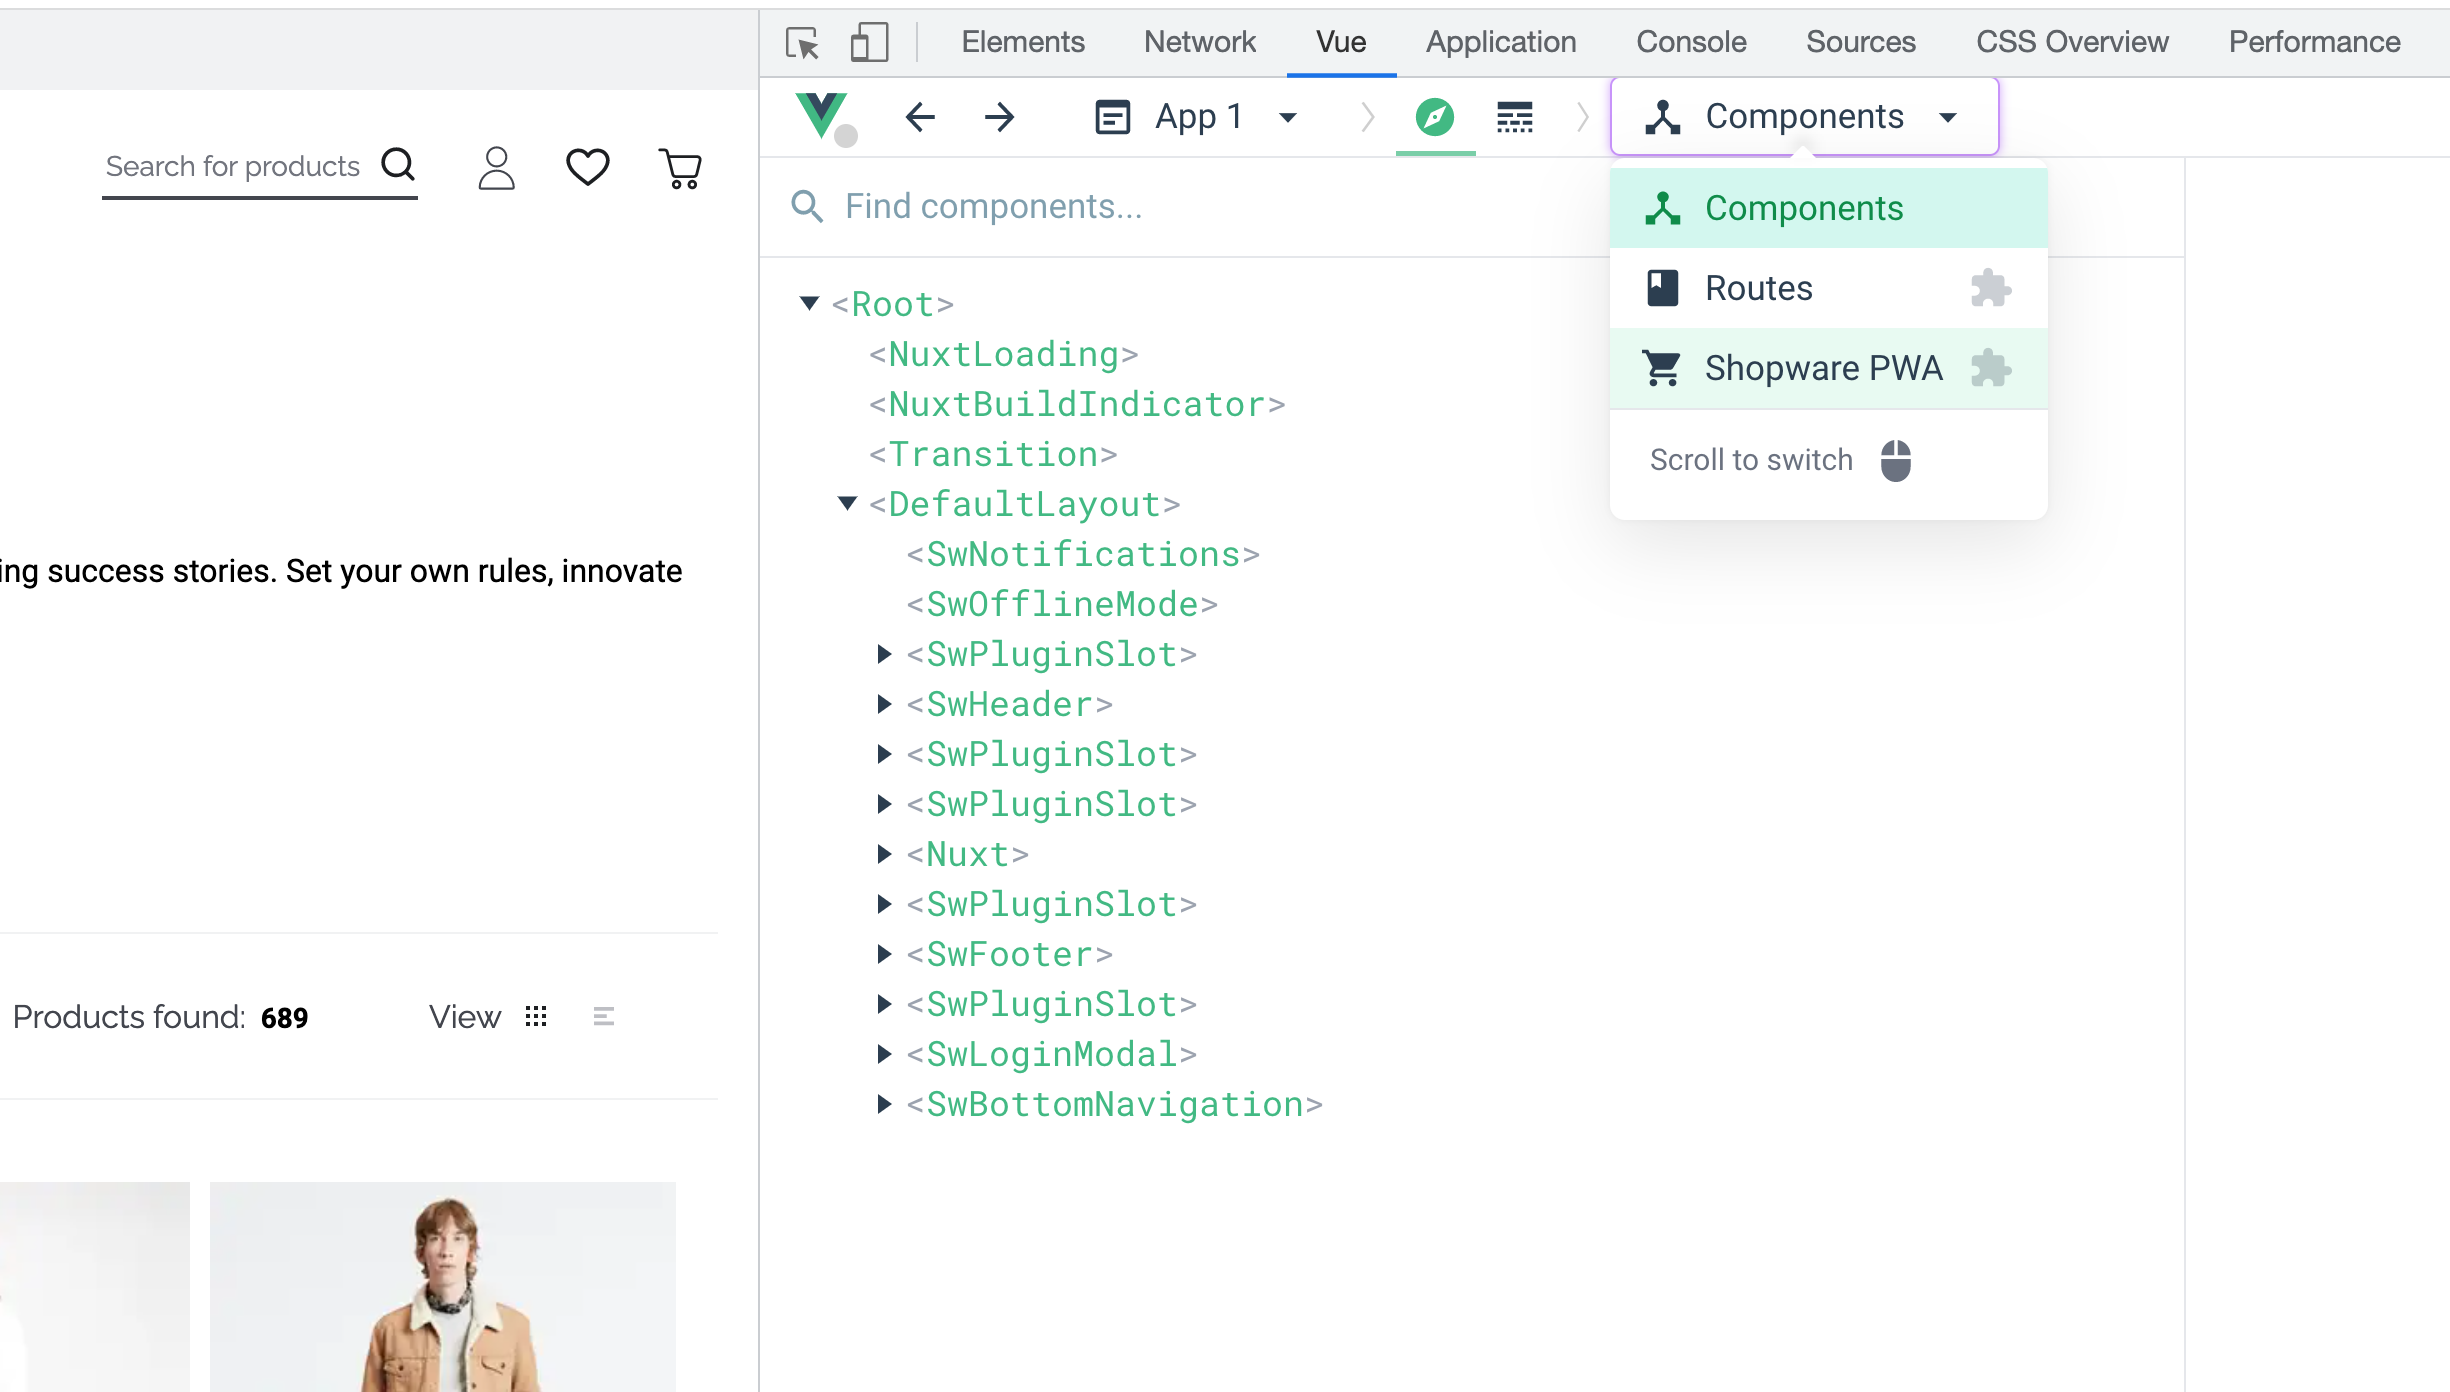 Elements Network Vue Application Console Sources CSS Overview Performance
App 1 Components
Search for products
Find components...
Components
Routes
Shopware PWA
Scroll to switch
<Root>
<NuxtLoading>
<NuxtBuildIndicator>
<Transition>
<DefaultLayout>
<SwNotifications>
<SwOfflineMode>
<SwPluginSlot>
<SwHeader>
<SwPluginSlot>
<SwPluginSlot>
<Nuxt>
<SwPluginSlot>
<SwFooter>
<SwPluginSlot>
<SwLoginModal>
<SwBottomNavigation>
ing success stories. Set your own rules, innovate
Products found: 689 View